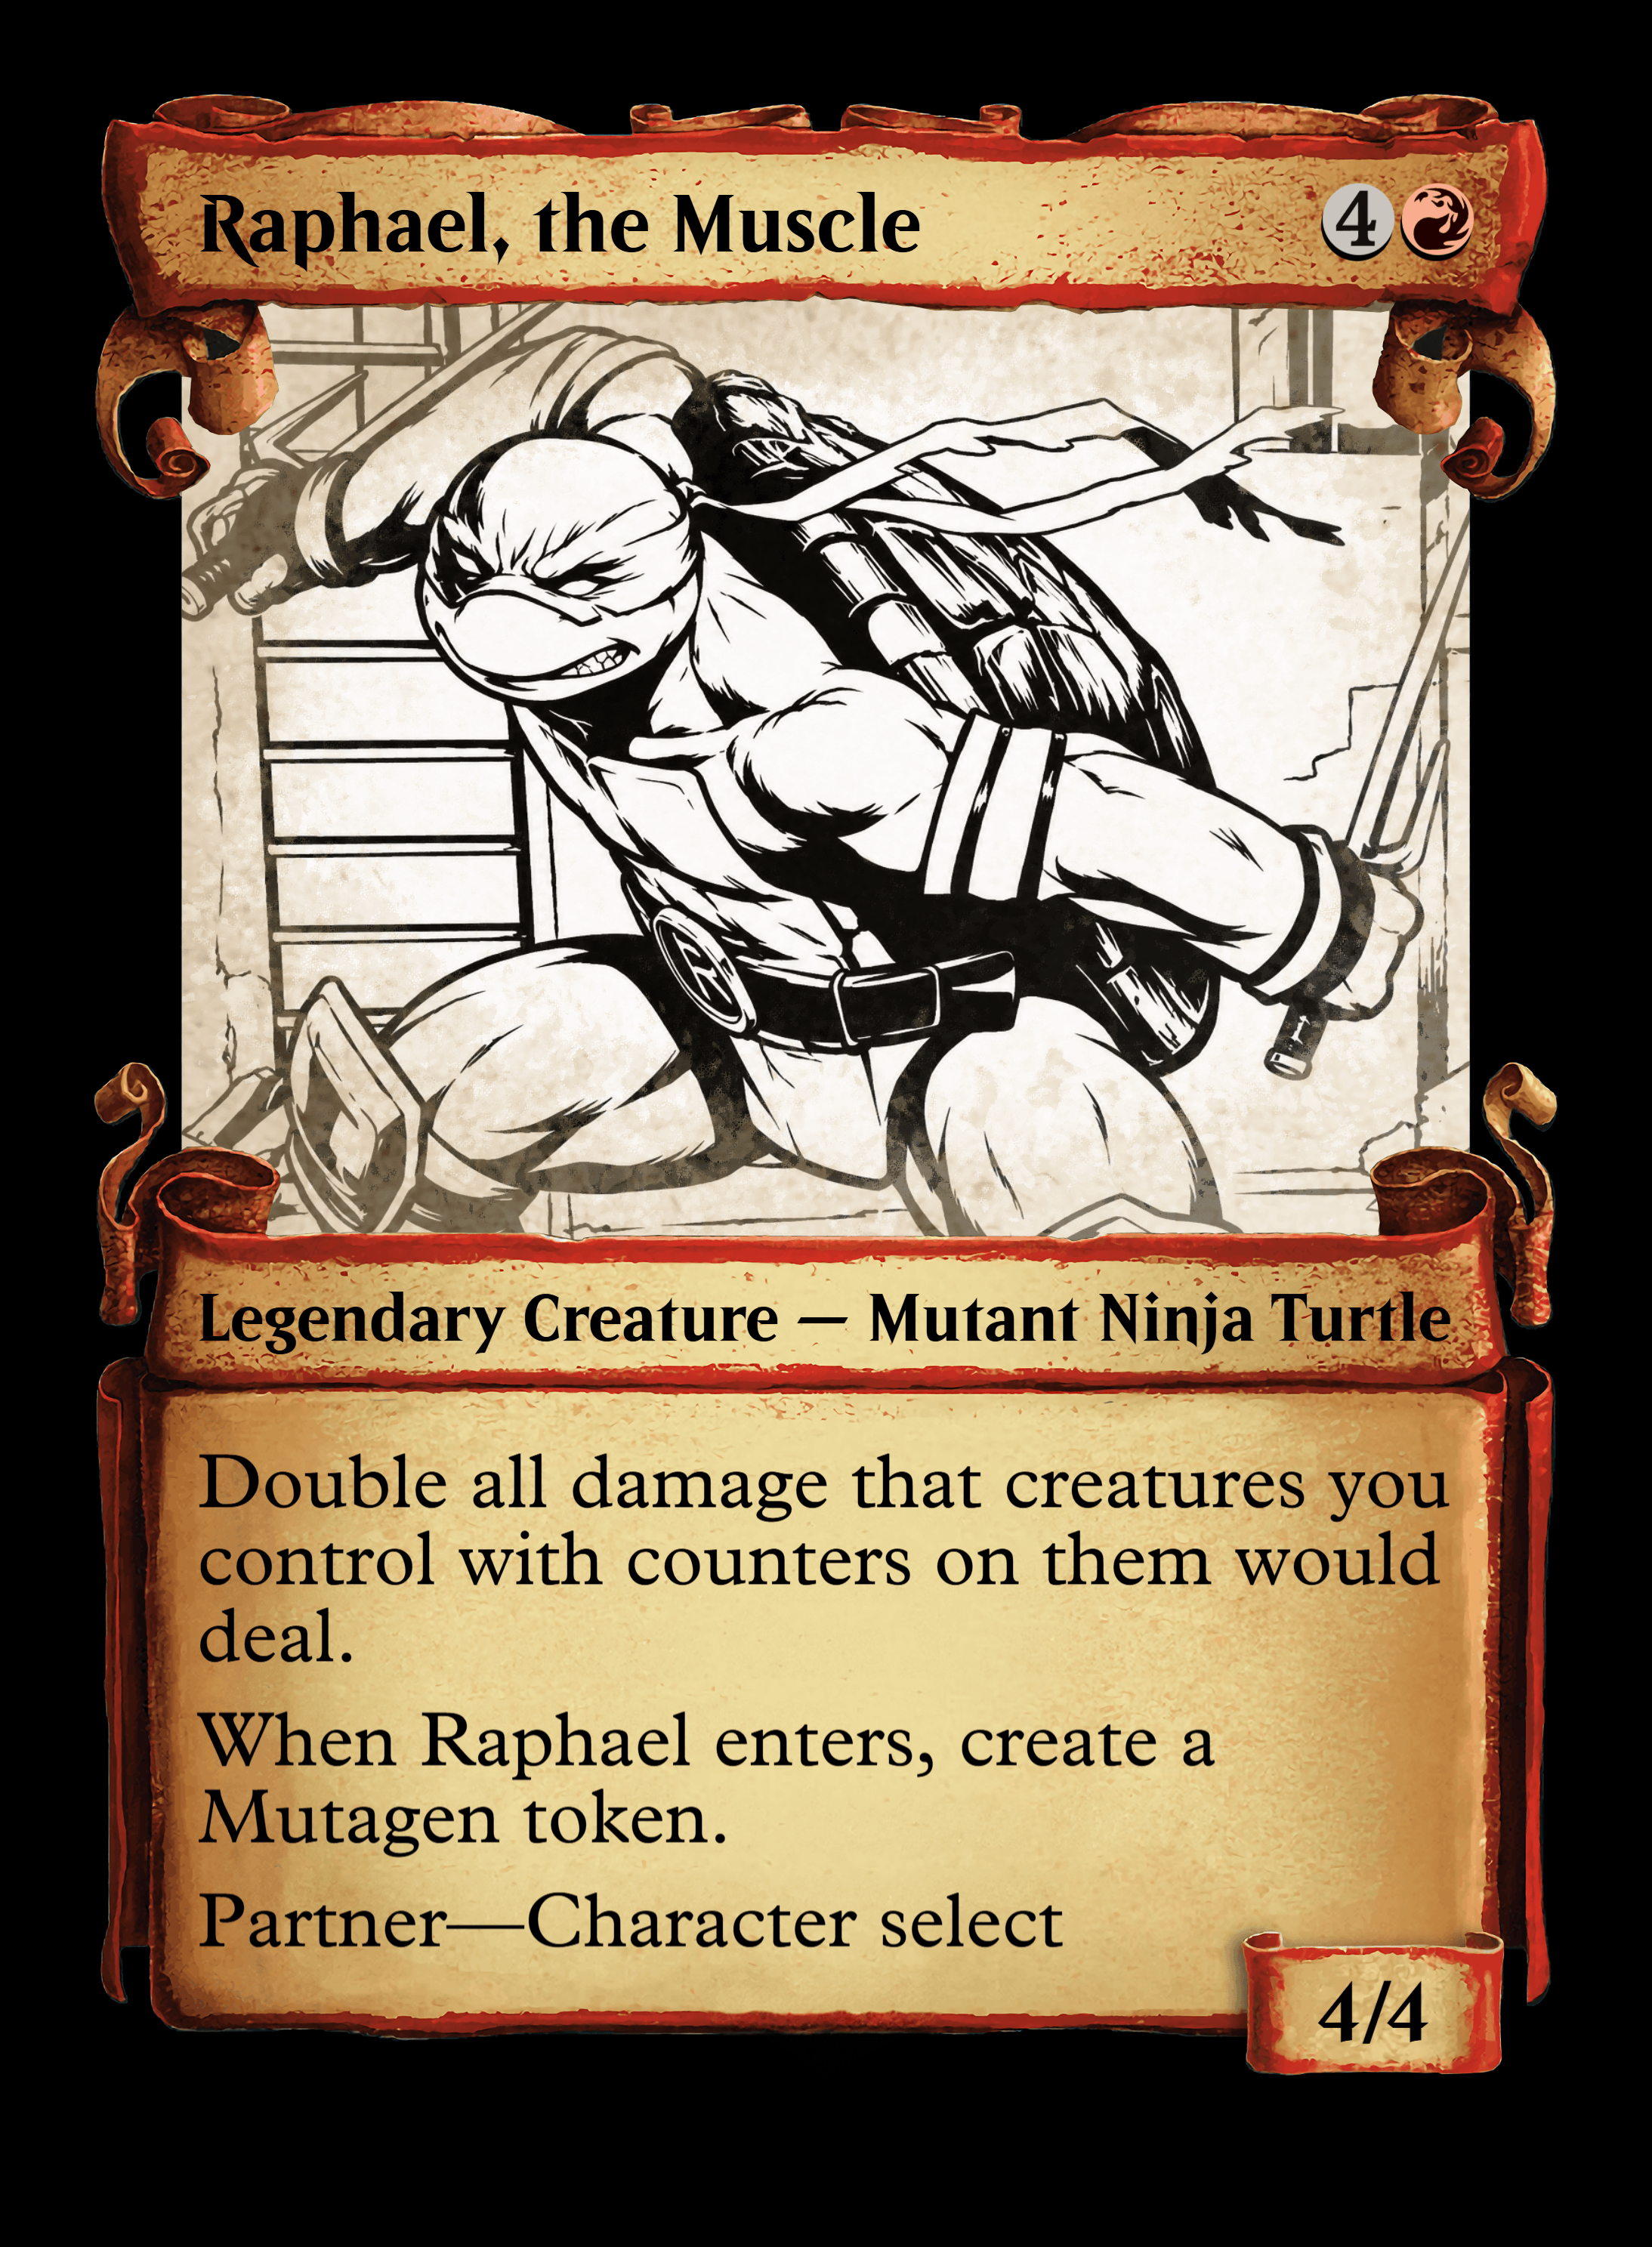 Raphael, the Muscle 4
Legendary Creature — Mutant Ninja Turtle
Double all damage that creatures you
control with counters on them would
deal.
When Raphael enters, create a
Mutagen token.
Partner—Character select
4/4
R